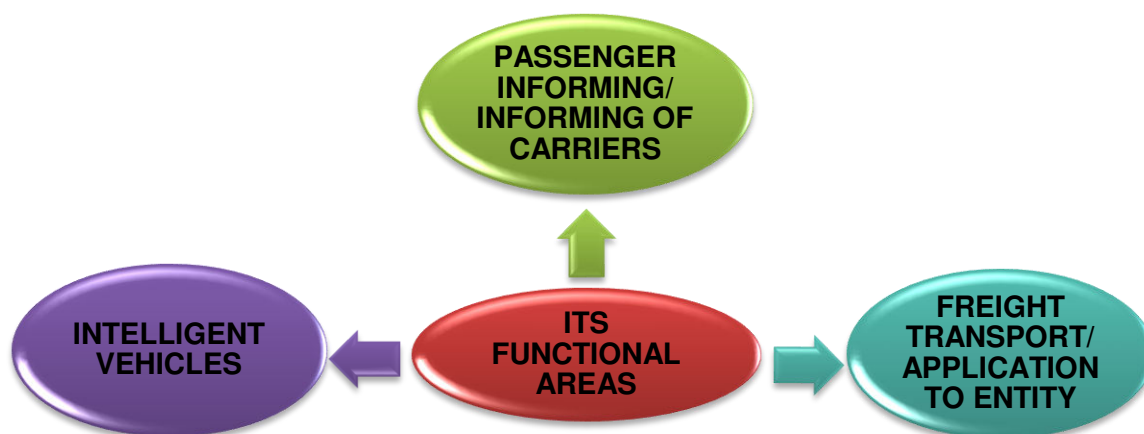 PASSENGER
INFORMING/
INFORMING OF
CARRIERS
INTELLIGENT
VEHICLES
ITS
FUNCTIONAL
AREAS
FREIGHT
TRANSPORT/
APPLICATION
TO ENTITY